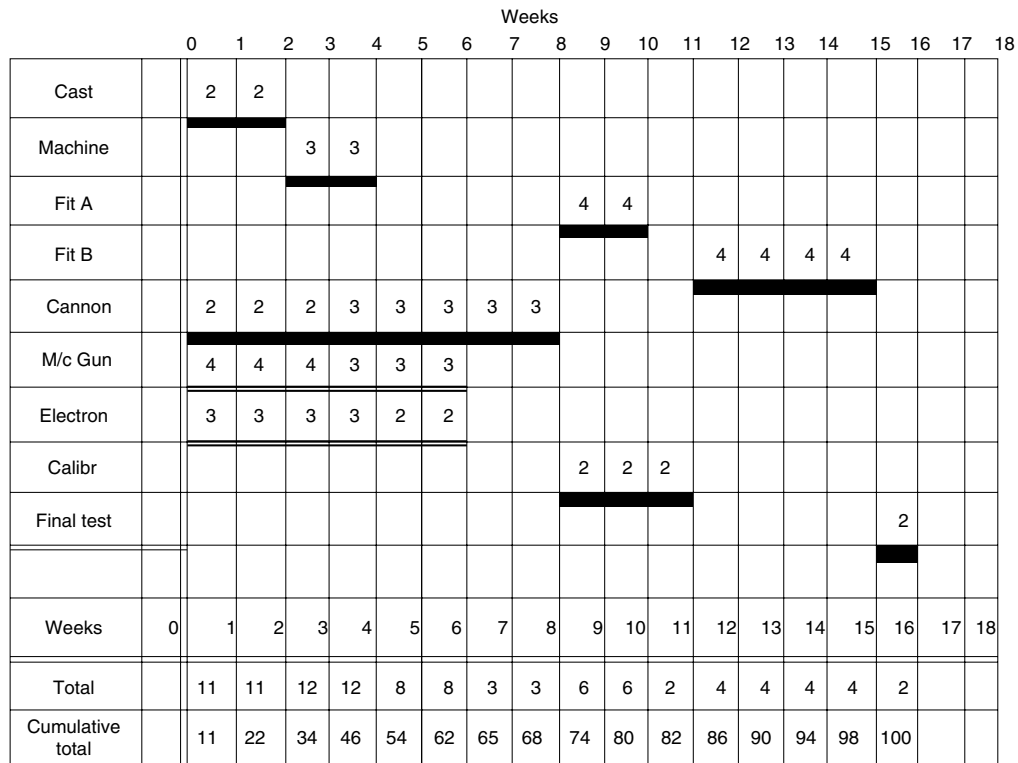 Weeks
0 1 2 3 4 5 6 7 8 9 10 11 12 13 14 15 16 17 18
Cast 2 2
Machine 3 3
Fit A 4 4
Fit B 4 4 4 4
Cannon 2 2 2 3 3 3 3 3
M/c Gun 4 4 4 3 3 3
Electron 3 3 3 3 2 2
Calibr 2 2 2
Final test 2
Weeks 0 1 2 3 4 5 6 7 8 9 10 11 12 13 14 15 16 17 18
Total 11 11 12 12 8 8 3 3 6 6 2 4 4 4 4 2
Cumulative
total 11 22 34 46 54 62 65 68 74 80 82 86 90 94 98 100